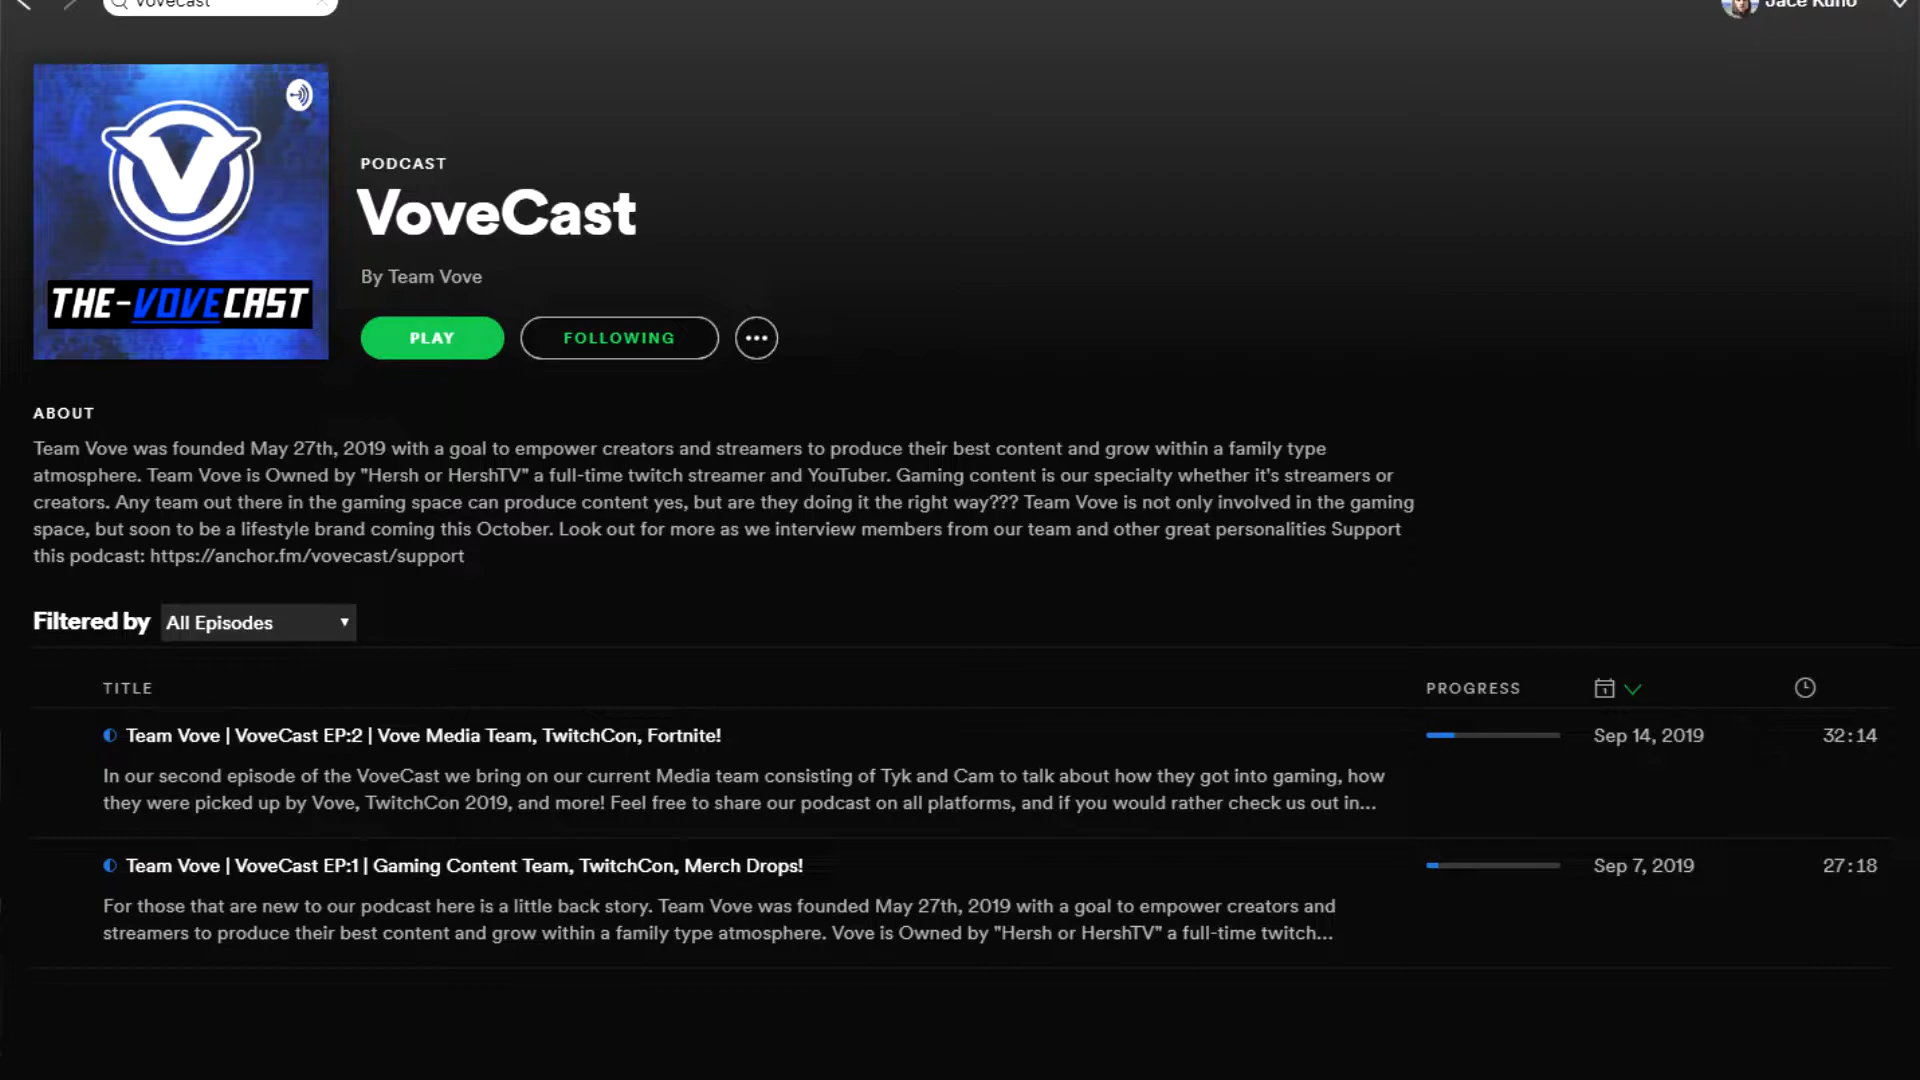 vovecast
Jace Kuno
PODCAST
VoveCast
THE-VOVECAST
By Team Vove
PLAY
FOLLOWING
ABOUT
Team Vove was founded May 27th, 2019 with a goal to empower creators and streamers to produce their best content and grow within a family type
atmosphere. Team Vove is Owned by "Hersh or HershTV" a full-time twitch streamer and YouTuber. Gaming content is our specialty whether it's streamers or
creators. Any team out there in the gaming space can produce content yes, but are they doing it the right way??? Team Vove is not only involved in the gaming
space, but soon to be a lifestyle brand coming this October. Look out for more as we interview members from our team and other great personalities Support
this podcast: https://anchor.fm/vovecast/support
Filtered by All Episodes
TITLE PROGRESS
Team Vove | VoveCast EP:2 | Vove Media Team, TwitchCon, Fortnite! Sep 14, 2019 32:14
In our second episode of the VoveCast we bring on our current Media team consisting of Tyk and Cam to talk about how they got into gaming, how
they were picked up by Vove, TwitchCon 2019, and more! Feel free to share our podcast on all platforms, and if you would rather check us out in...
Team Vove | VoveCast EP:1 | Gaming Content Team, TwitchCon, Merch Drops! Sep 7, 2019 27:18
For those that are new to our podcast here is a little back story. Team Vove was founded May 27th, 2019 with a goal to empower creators and
streamers to produce their best content and grow within a family type atmosphere. Vove is Owned by "Hersh or HershTV" a full-time twitch...